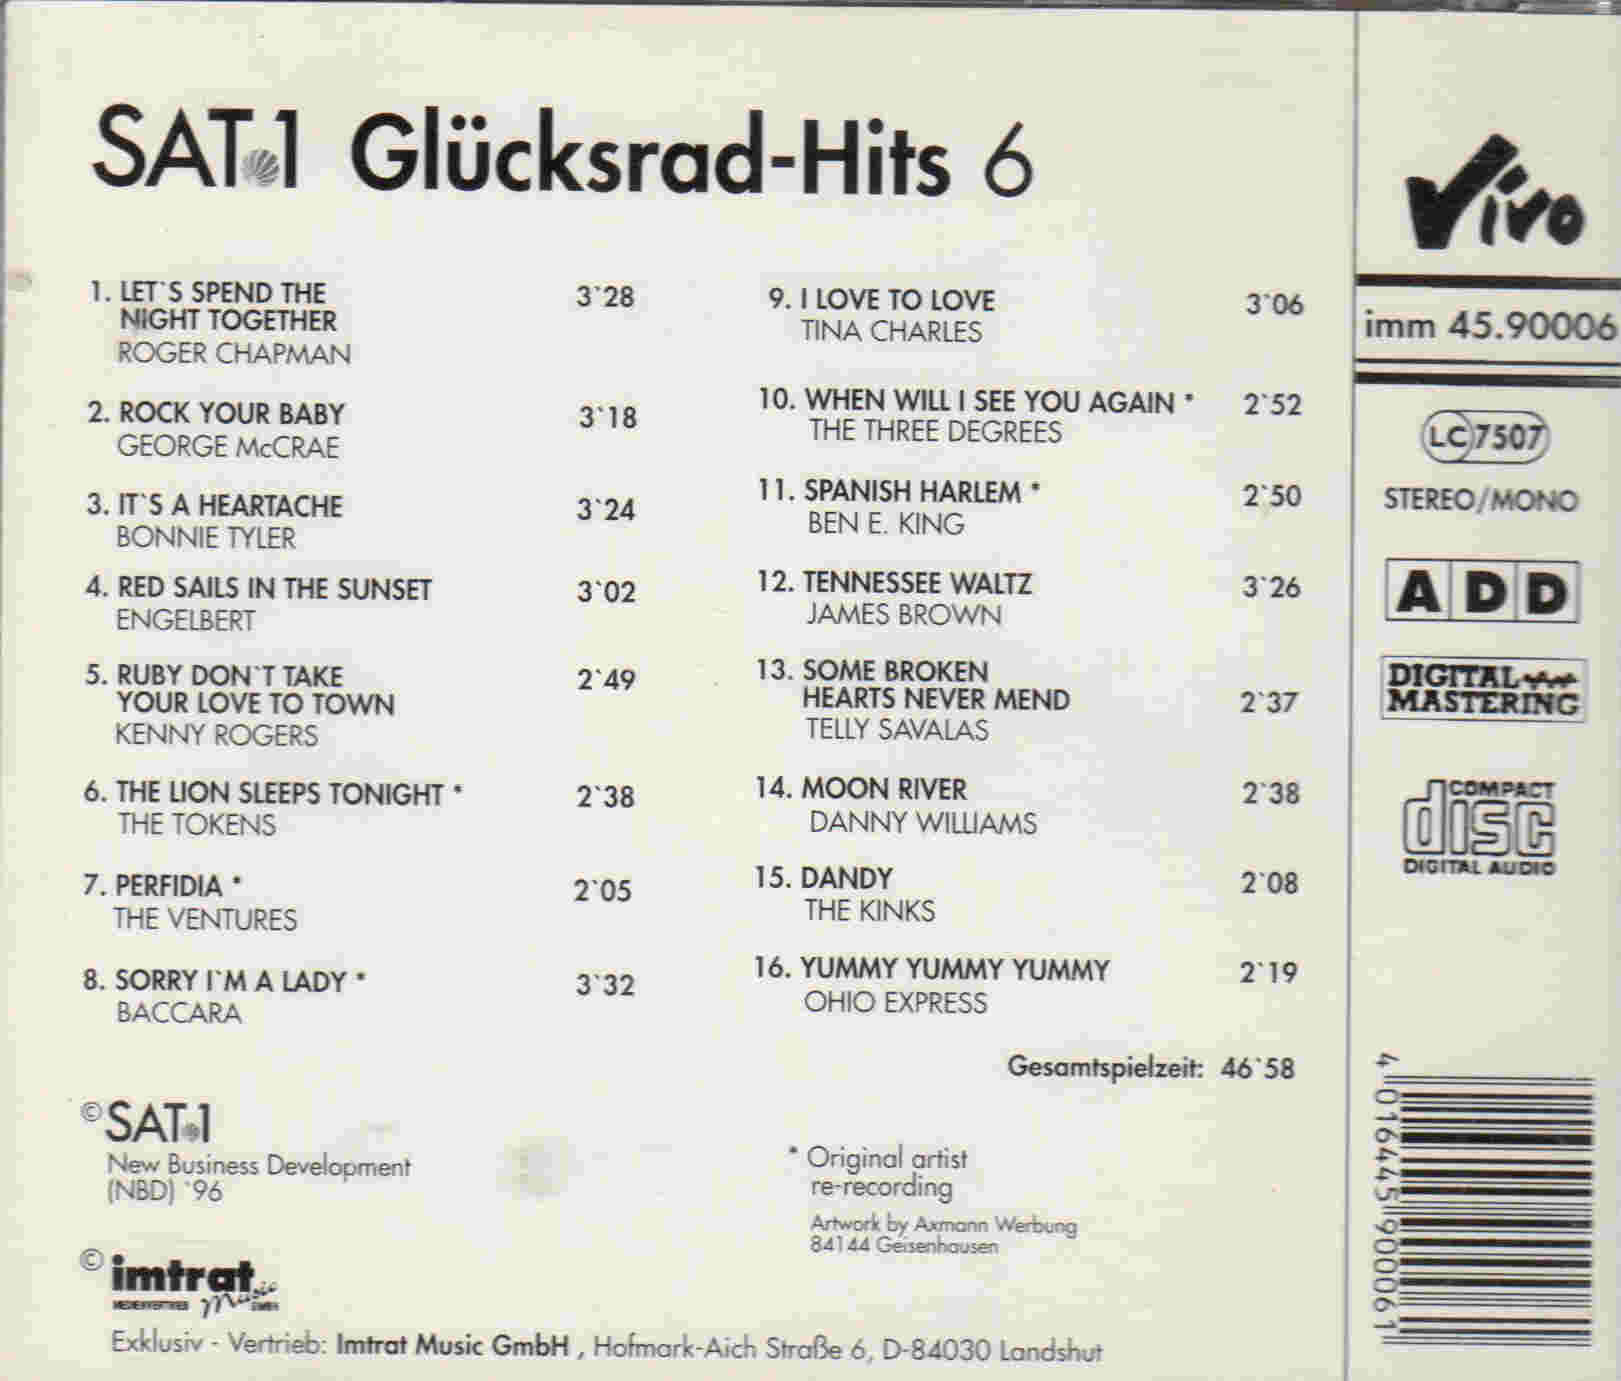 SAT.1 Glücksrad-Hits 6
1. LET`S SPEND THE 3`28
NIGHT TOGETHER
ROGER CHAPMAN
2. ROCK YOUR BABY 3`18
GEORGE McCRAE
3. IT`S A HEARTACHE 3`24
BONNIE TYLER
4. RED SAILS IN THE SUNSET 3`02
ENGELBERT
5. RUBY DON`T TAKE 2`49
YOUR LOVE TO TOWN
KENNY ROGERS
6. THE LION SLEEPS TONIGHT * 2`38
THE TOKENS
7. PERFIDIA * 2`05
THE VENTURES
8. SORRY I`M A LADY * 3`32
BACCARA
9. I LOVE TO LOVE 3`06
TINA CHARLES
10. WHEN WILL I SEE YOU AGAIN * 2`52
THE THREE DEGREES
11. SPANISH HARLEM * 2`50
BEN E. KING
12. TENNESSEE WALTZ 3`26
JAMES BROWN
13. SOME BROKEN
HEARTS NEVER MEND 2`37
TELLY SAVALAS
14. MOON RIVER 2`38
DANNY WILLIAMS
15. DANDY 2`08
THE KINKS
16. YUMMY YUMMY YUMMY 2`19
OHIO EXPRESS
Gesamtspielzeit: 46`58
© SAT.1
New Business Development
(NBD) `96
* Original artist
re-recording
Artwork by Axmann Werbung
84144 Geisenhausen
© imtrat
Music
Exklusiv - Vertrieb: Imtrat Music GmbH , Hofmark-Aich Straße 6, D-84030 Landshut
Vivo
imm 45.90006
LC 7507
STEREO/MONO
ADD
DIGITAL
MASTERING
COMPACT
disc
DIGITAL AUDIO
4 016445 900061